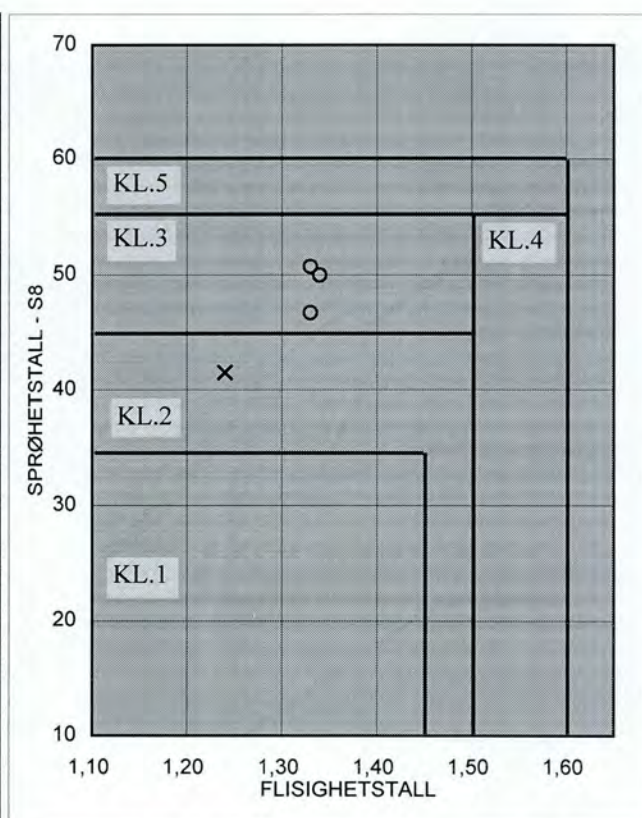 70
60
50
40
30
20
10
SPRØHETSTALL - S8
KL.5
KL.3
KL.4
KL.2
KL.1
1,10 1,20 1,30 1,40 1,50 1,60
FLISIGHETSTALL